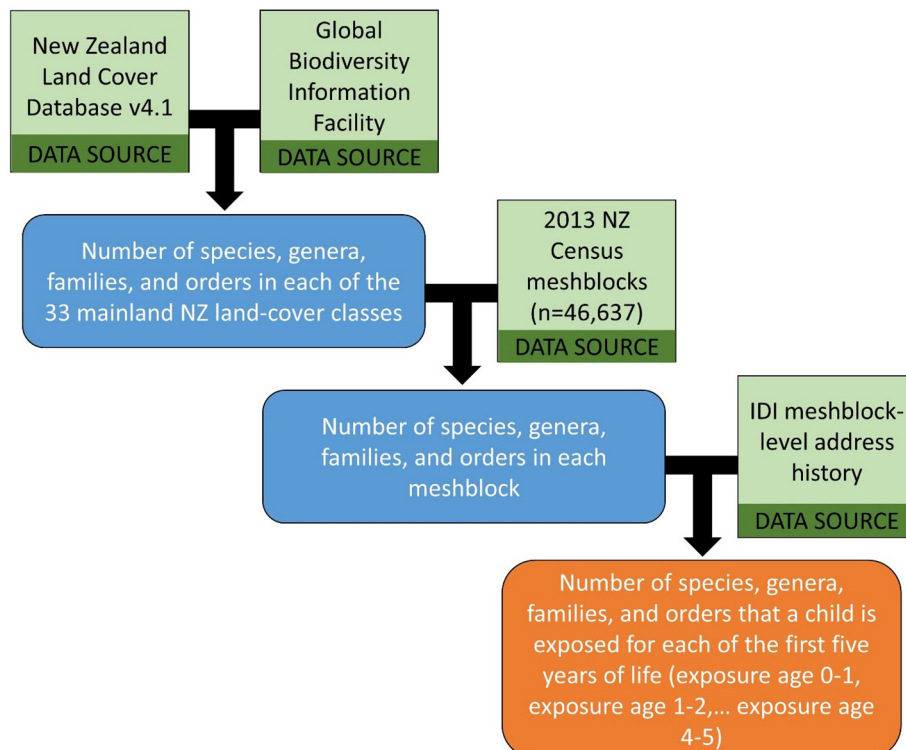 New Zealand
Land Cover
Database v4.1
DATA SOURCE
Global
Biodiversity
Information
Facility
DATA SOURCE
Number of species, genera,
families, and orders in each of the
33 mainland NZ land-cover classes
2013 NZ
Census
meshblocks
(n=46,637)
DATA SOURCE
Number of species, genera,
families, and orders in each
meshblock
IDI meshblock-
level address
history
DATA SOURCE
Number of species, genera,
families, and orders that a child is
exposed for each of the first five
years of life (exposure age 0-1,
exposure age 1-2,... exposure age
4-5)